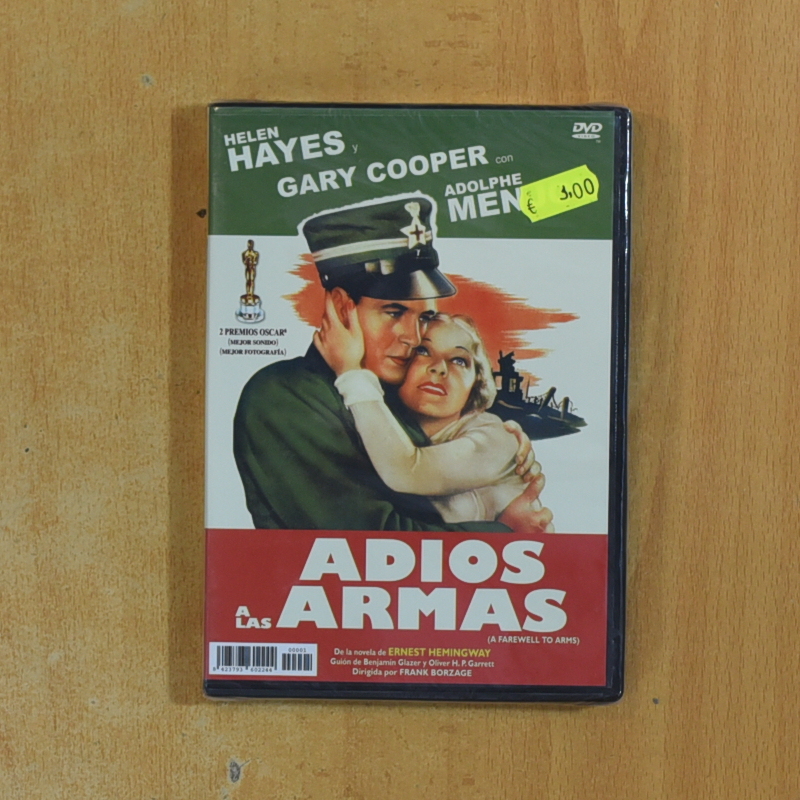 HELEN
HAYES y
GARY COOPER con
ADOLPHE
MEN
€ 3,00
DVD
VIDEO
2 PREMIOS OSCAR
(MEJOR SONIDO)
(MEJOR FOTOGRAFÍA)
ADIOS
A LAS ARMAS
(A FAREWELL TO ARMS)
De la novela de ERNEST HEMINGWAY
Guión de Benjamin Glazer y Oliver H. P. Garrett
Dirigida por FRANK BORZAGE
00002